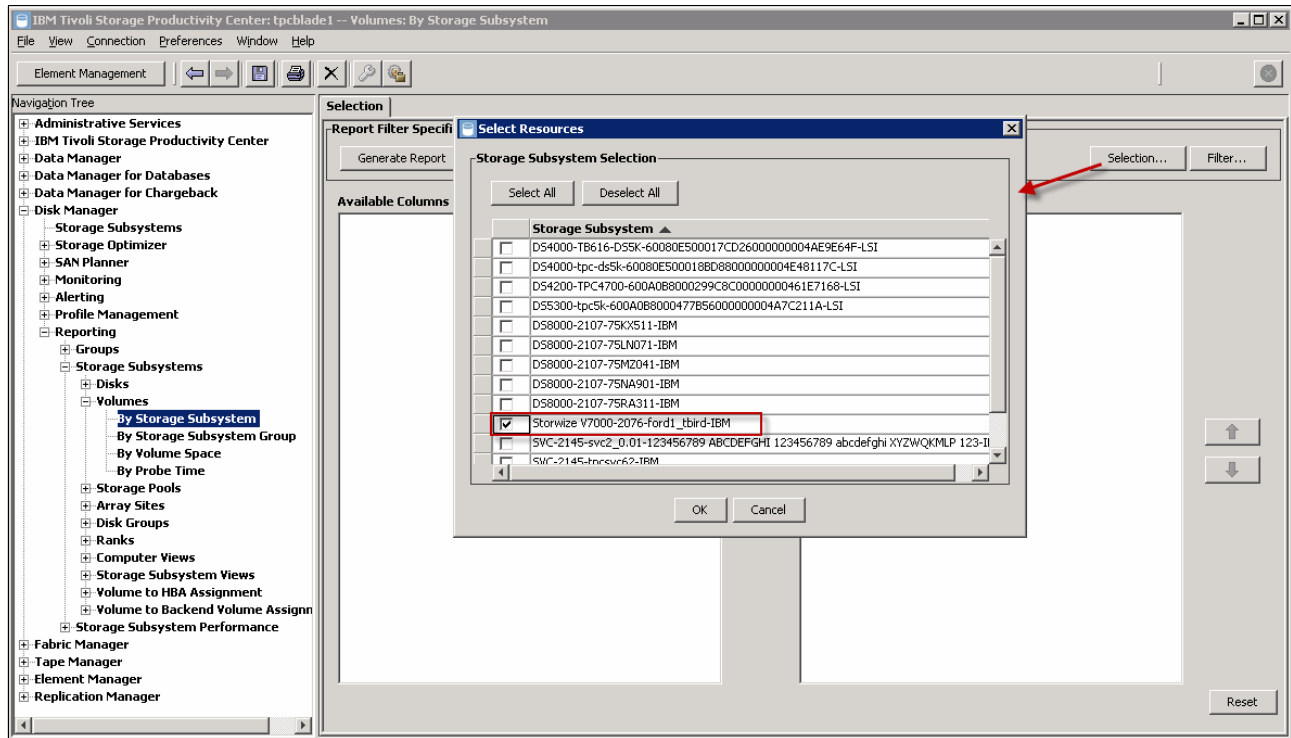 IBM Tivoli Storage Productivity Center: tpcblade1 -- Volumes: By Storage Subsystem
File View Connection Preferences Window Help
Element Management
Navigation Tree
Administrative Services
IBM Tivoli Storage Productivity Center
Data Manager
Data Manager for Databases
Data Manager for Chargeback
Disk Manager
Storage Subsystems
Storage Optimizer
SAN Planner
Monitoring
Alerting
Profile Management
Reporting
Groups
Storage Subsystems
Disks
Volumes
By Storage Subsystem
By Storage Subsystem Group
By Volume Space
By Probe Time
Storage Pools
Array Sites
Disk Groups
Ranks
Computer Views
Storage Subsystem Views
Volume to HBA Assignment
Volume to Backend Volume Assignn
Storage Subsystem Performance
Fabric Manager
Tape Manager
Element Manager
Replication Manager
Selection
Report Filter Specifi
Generate Report
Selection... Filter...
Available Columns
Select Resources
Storage Subsystem Selection
Select All Deselect All
Storage Subsystem
DS4000-TB616-DS5K-60080E500017CD26000000004AE9E64F-LSI
DS4000-tpc-ds5k-60080E500018BD88000000004E48117C-LSI
DS4200-TPC4700-600A0B8000299C8C00000000461E7168-LSI
DS5300-tpc5k-600A0B8000477B56000000004A7C211A-LSI
DS8000-2107-75KX511-IBM
DS8000-2107-75LN071-IBM
DS8000-2107-75MZ041-IBM
DS8000-2107-75NA901-IBM
DS8000-2107-75RA311-IBM
Storwize V7000-2076-ford1_tbird-IBM
SVC-2145-svc2_0.01-123456789 ABCDEFGHI 123456789 abcdefghi XYZWQKMLP 123-II
SVC-2145-tpcsvc62-IBM
OK Cancel
Reset